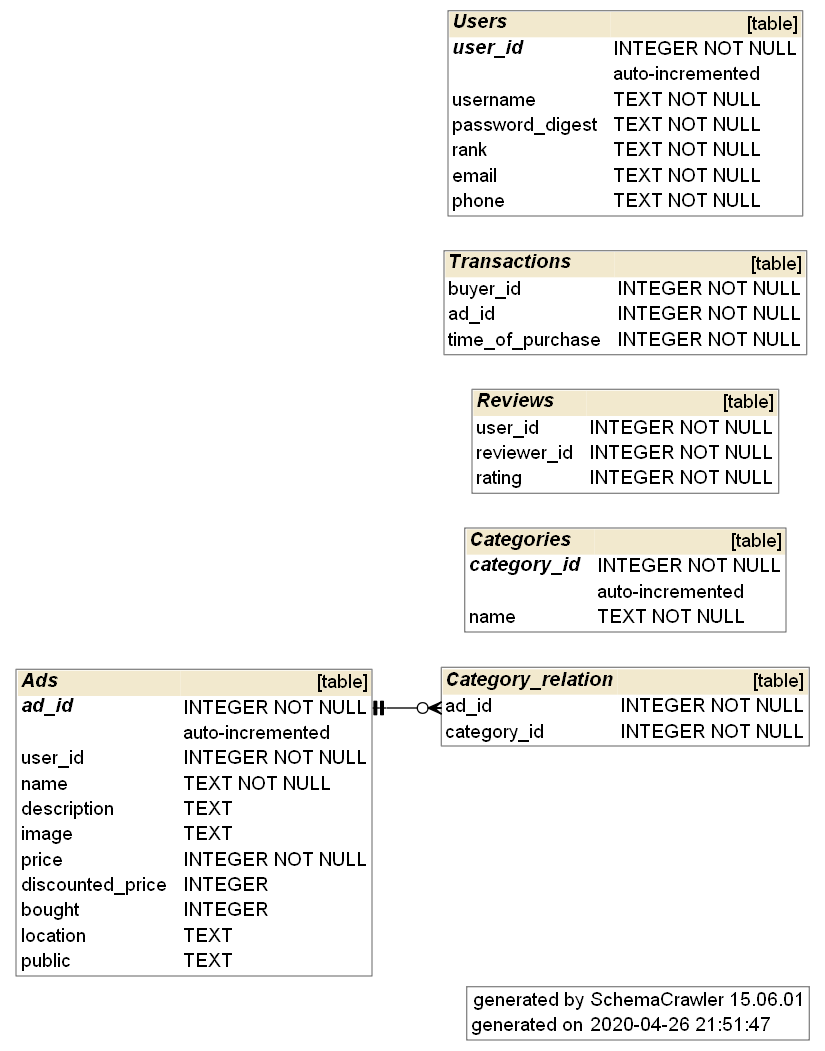 Users [table]
user_id INTEGER NOT NULL
auto-incremented
username TEXT NOT NULL
password_digest TEXT NOT NULL
rank TEXT NOT NULL
email TEXT NOT NULL
phone TEXT NOT NULL
Transactions [table]
buyer_id INTEGER NOT NULL
ad_id INTEGER NOT NULL
time_of_purchase INTEGER NOT NULL
Reviews [table]
user_id INTEGER NOT NULL
reviewer_id INTEGER NOT NULL
rating INTEGER NOT NULL
Categories [table]
category_id INTEGER NOT NULL
auto-incremented
name TEXT NOT NULL
Ads [table]
ad_id INTEGER NOT NULL
auto-incremented
user_id INTEGER NOT NULL
name TEXT NOT NULL
description TEXT
image TEXT
price INTEGER NOT NULL
discounted_price INTEGER
bought INTEGER
location TEXT
public TEXT
Category_relation [table]
ad_id INTEGER NOT NULL
category_id INTEGER NOT NULL
generated by SchemaCrawler 15.06.01
generated on 2020-04-26 21:51:47